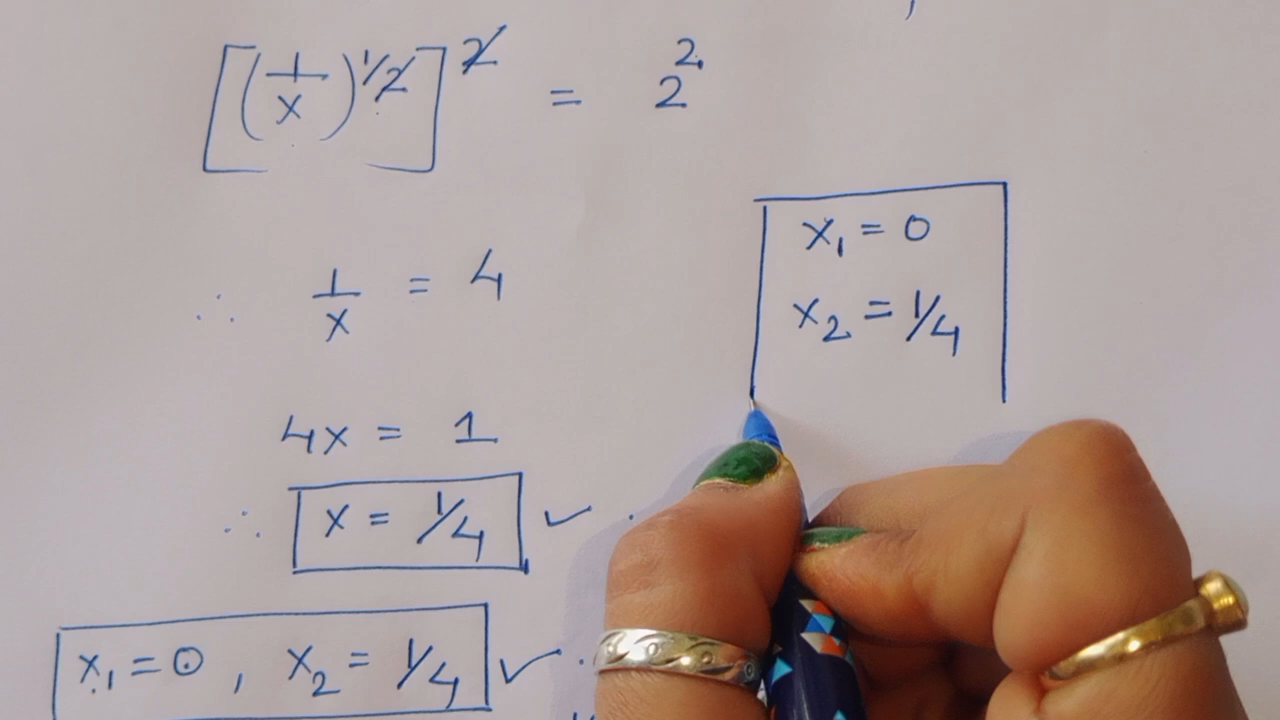 [(1/x)^1/2]^2 = 2^2
∴ 1/x = 4
4x = 1
∴ x = 1/4 ✓
x₁ = 0 , x₂ = 1/4 ✓
x₁ = 0
x₂ = 1/4